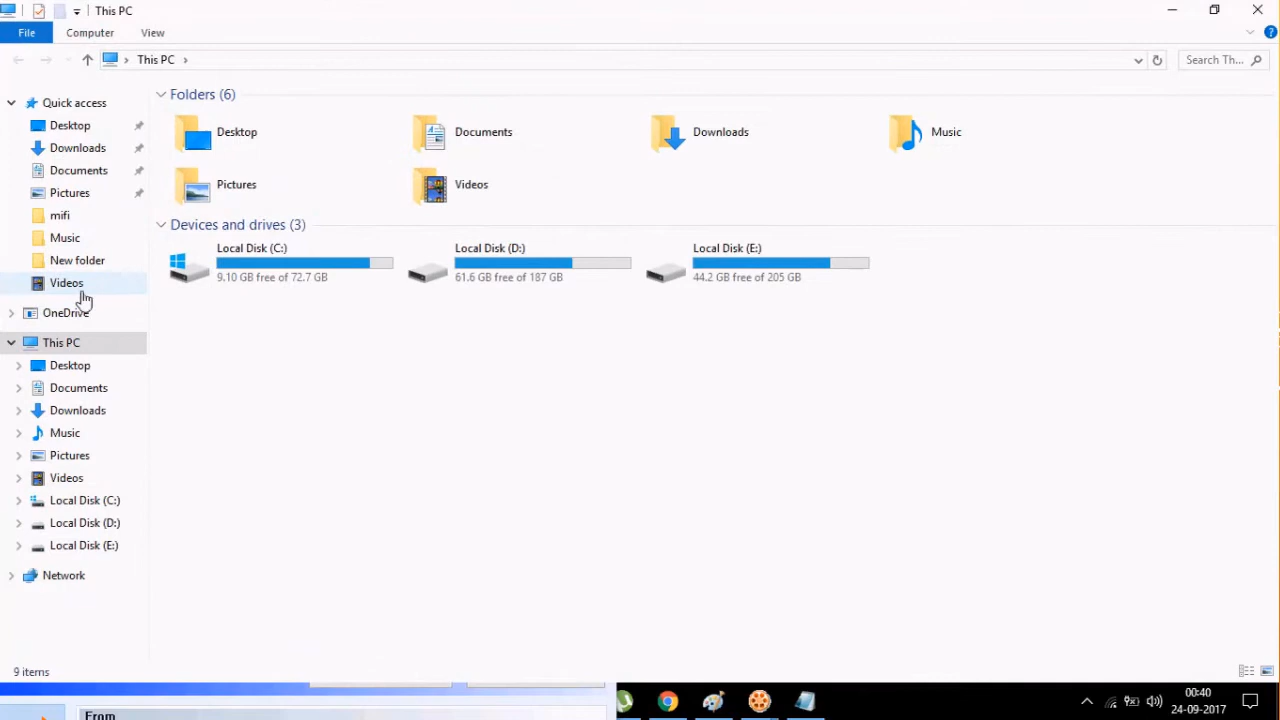 This PC
File
Computer
View
This PC
Search Th...
Quick access
Desktop
Downloads
Documents
Pictures
mifi
Music
New folder
Videos
OneDrive
This PC
Desktop
Documents
Downloads
Music
Pictures
Videos
Local Disk (C:)
Local Disk (D:)
Local Disk (E:)
Network
Folders (6)
Desktop
Documents
Downloads
Music
Pictures
Videos
Devices and drives (3)
Local Disk (C:)
9.10 GB free of 72.7 GB
Local Disk (D:)
61.6 GB free of 187 GB
Local Disk (E:)
44.2 GB free of 205 GB
9 items
From
00:40
24-09-2017